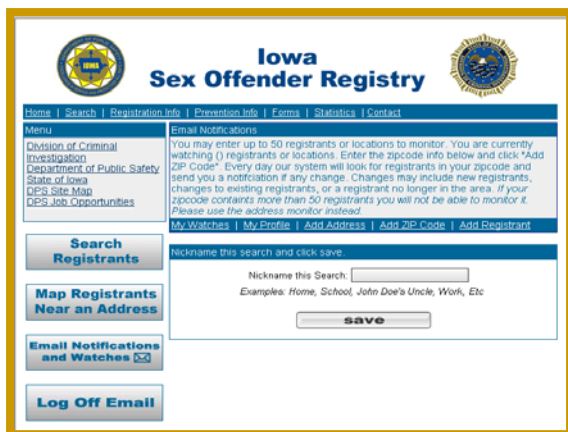 Iowa
Sex Offender Registry
Home | Search | Registration Info | Prevention Info | Forms | Statistics | Contact
Menu
Division of Criminal
Investigation
Department of Public Safety
State of Iowa
DPS Site Map
DPS Job Opportunities
Email Notifications
You may enter up to 50 registrants or locations to monitor. You are currently
watching () registrants or locations. Enter the zipcode info below and click "Add
ZIP Code". Every day our system will look for registrants in your zipcode and
send you a notifciation if any change. Changes may include new registrants,
changes to existing registrants, or a registrant no longer in the area. If your
zipcode containts more than 50 registrants you will not be able to monitor it.
Please use the address monitor instead.
My Watches | My Profile | Add Address | Add ZIP Code | Add Registrant
Search
Registrants
Map Registrants
Near an Address
Email Notifications
and Watches
Log Off Email
Nickname this search and click save.
Nickname this Search:
Examples: Home, School, John Doe's Uncle, Work, Etc
save